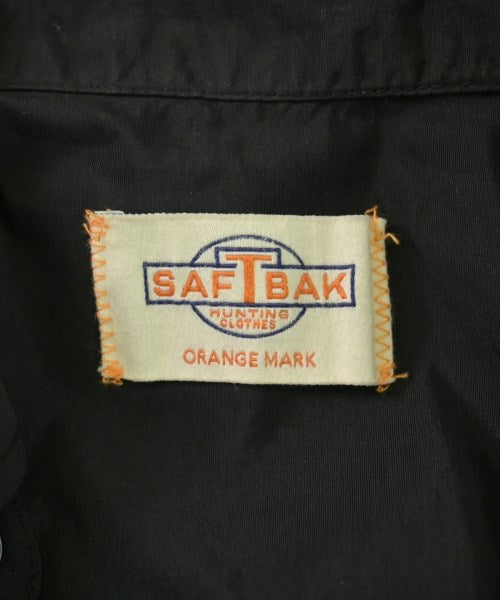 SAFTBAK
HUNTING
CLOTHES
ORANGE MARK